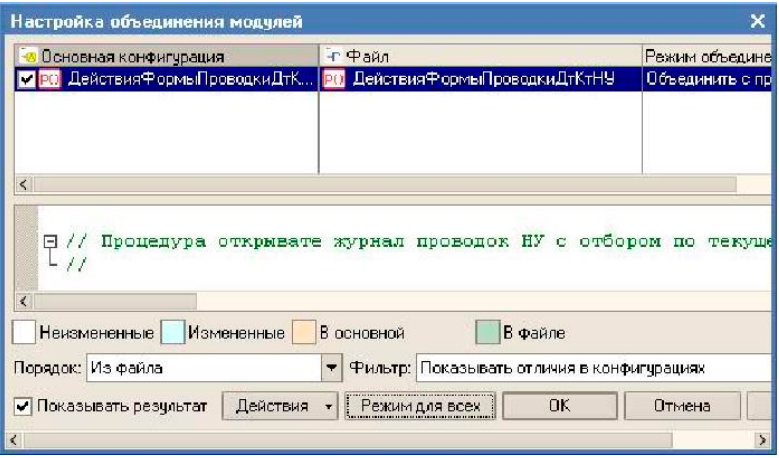 Настройка объединения модулей
Основная конфигурация Файл Режим объедине
ДействияФормыПроводкиДтК... ДействияФормыПроводкиДтКтНУ Объединить с пр
// Процедура открывате журнал проводок НУ с отбором по текуще
//
Неизмененные Измененные В основной В файле
Порядок: Из файла Фильтр: Показывать отличия в конфигурациях
Показывать результат Действия Режим для всех OK Отмена